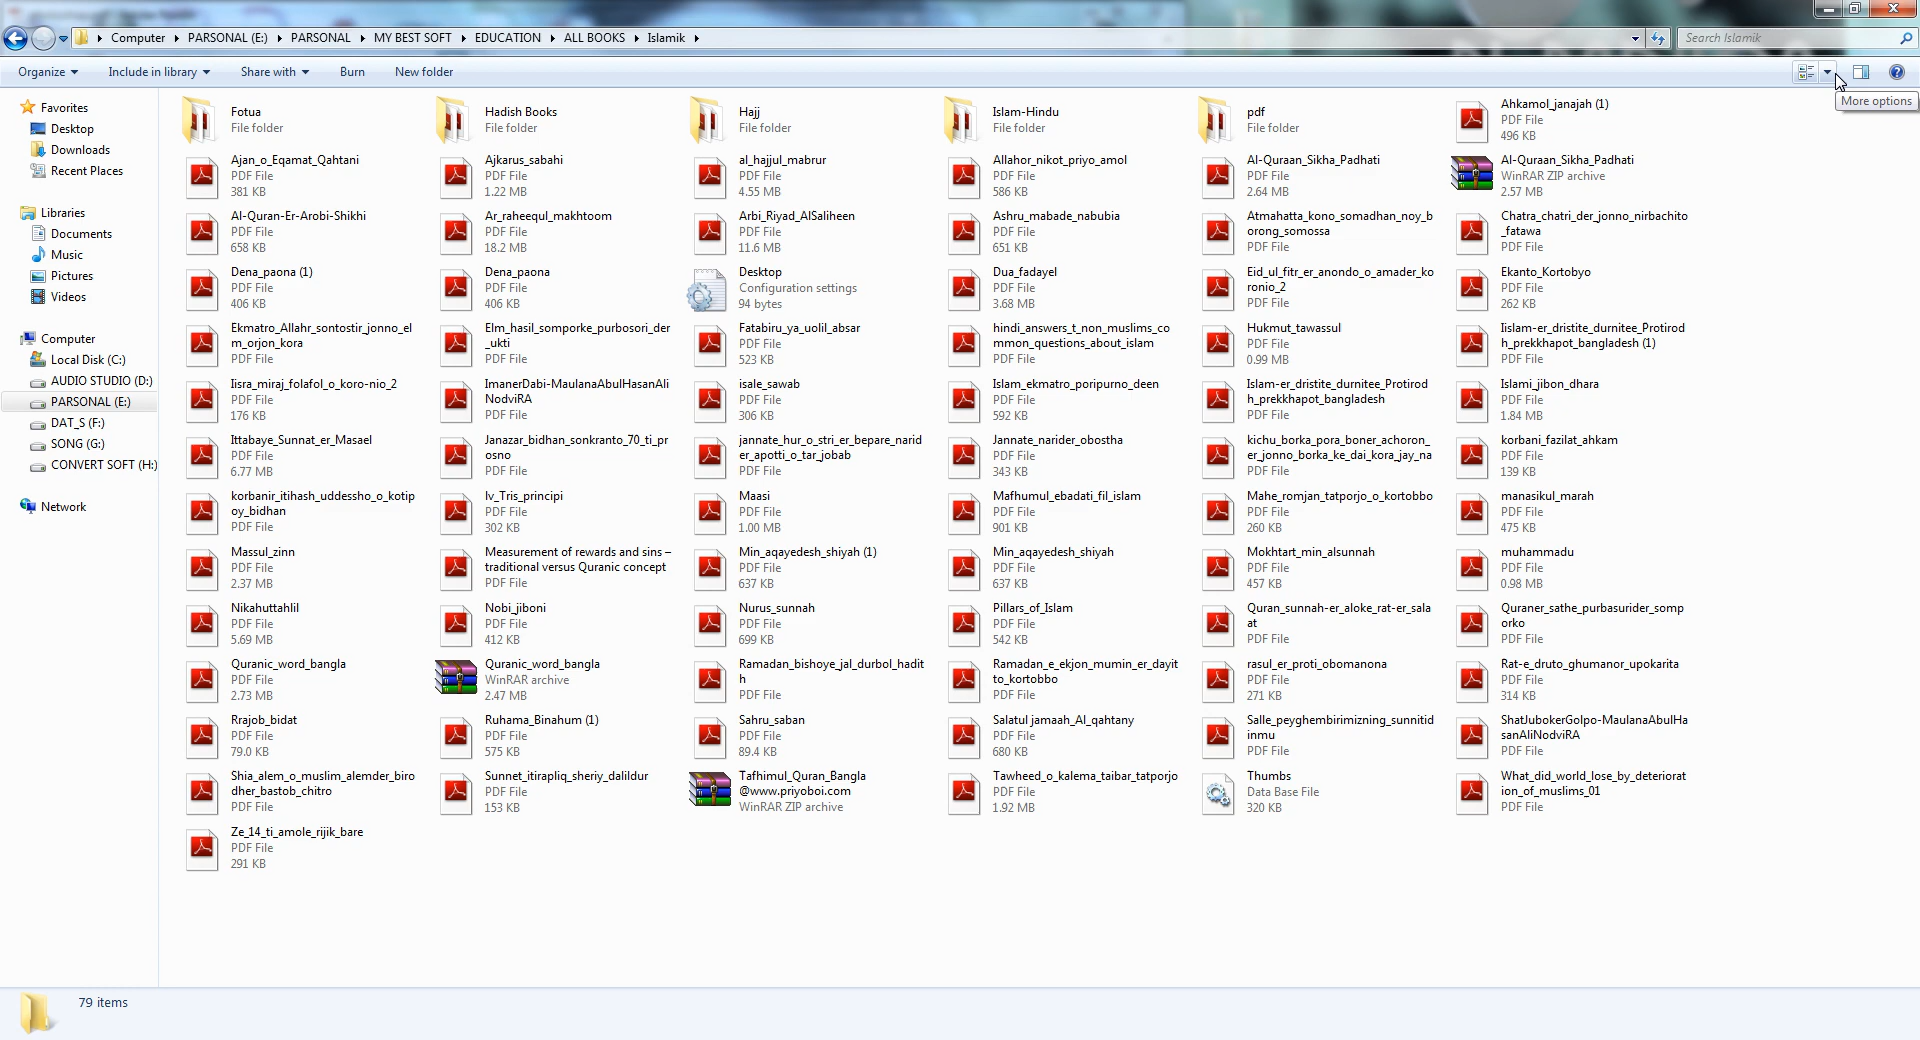 Computer PARSONAL (E:) PARSONAL MY BEST SOFT EDUCATION ALL BOOKS Islamik
Search Islamik
Organize Include in library Share with Burn New folder
More options
Favorites
Desktop
Downloads
Recent Places
Libraries
Documents
Music
Pictures
Videos
Computer
Local Disk (C:)
AUDIO STUDIO (D:)
PARSONAL (E:)
DAT_S (F:)
SONG (G:)
CONVERT SOFT (H:)
Network
Fotua
File folder
Hadish Books
File folder
Hajj
File folder
Islam-Hindu
File folder
pdf
File folder
Ahkamol_janajah (1)
PDF File
496 KB
Ajan_o_Eqamat_Qahtani
PDF File
381 KB
Ajkarus_sabahi
PDF File
1.22 MB
al_hajjul_mabrur
PDF File
4.55 MB
Allahor_nikot_priyo_amol
PDF File
586 KB
Al-Quraan_Sikha_Padhati
PDF File
2.64 MB
Al-Quraan_Sikha_Padhati
WinRAR ZIP archive
2.57 MB
Al-Quran-Er-Arobi-Shikhi
PDF File
658 KB
Ar_raheequl_makhtoom
PDF File
18.2 MB
Arbi_Riyad_AlSaliheen
PDF File
11.6 MB
Ashru_mabade_nabubia
PDF File
651 KB
Atmahatta_kono_somadhan_noy_b
orong_somossa
PDF File
Chatra_chatri_der_jonno_nirbachito
_fatawa
PDF File
Dena_paona (1)
PDF File
406 KB
Dena_paona
PDF File
406 KB
Desktop
Configuration settings
94 bytes
Dua_fadayel
PDF File
3.68 MB
Eid_ul_fitr_er_anondo_o_amader_ko
ronio_2
PDF File
Ekanto_Kortobyo
PDF File
262 KB
Ekmatro_Allahr_sontostir_jonno_el
m_orjon_kora
PDF File
Elm_hasil_somporke_purbosori_der
_ukti
PDF File
Fatabiru_ya_uolil_absar
PDF File
523 KB
hindi_answers_t_non_muslims_co
mmon_questions_about_islam
PDF File
Hukmut_tawassul
PDF File
0.99 MB
Iislam-er_dristite_durnitee_Protirod
h_prekkhapot_bangladesh (1)
PDF File
Iisra_miraj_folafol_o_koro-nio_2
PDF File
176 KB
ImanerDabi-MaulanaAbulHasanAli
NodviRA
PDF File
isale_sawab
PDF File
306 KB
Islam_ekmatro_poripurno_deen
PDF File
592 KB
Islam-er_dristite_durnitee_Protirod
h_prekkhapot_bangladesh
PDF File
Islami_jibon_dhara
PDF File
1.84 MB
Ittabaye_Sunnat_er_Masael
PDF File
6.77 MB
Janazar_bidhan_sonkranto_70_ti_pr
osno
PDF File
jannate_hur_o_stri_er_bepare_narid
er_apotti_o_tar_jobab
PDF File
Jannate_narider_obostha
PDF File
343 KB
kichu_borka_pora_boner_achoron_
er_jonno_borka_ke_dai_kora_jay_na
PDF File
korbani_fazilat_ahkam
PDF File
139 KB
korbanir_itihash_uddessho_o_kotip
oy_bidhan
PDF File
lv_Tris_principi
PDF File
302 KB
Maasi
PDF File
1.00 MB
Mafhumul_ebadati_fil_islam
PDF File
901 KB
Mahe_romjan_tatporjo_o_kortobbo
PDF File
260 KB
manasikul_marah
PDF File
475 KB
Massul_zinn
PDF File
2.37 MB
Measurement of rewards and sins –
traditional versus Quranic concept
PDF File
Min_aqayedesh_shiyah (1)
PDF File
637 KB
Min_aqayedesh_shiyah
PDF File
637 KB
Mokhtart_min_alsunnah
PDF File
457 KB
muhammadu
PDF File
0.98 MB
Nikahuttahlil
PDF File
5.69 MB
Nobi_jiboni
PDF File
412 KB
Nurus_sunnah
PDF File
699 KB
Pillars_of_Islam
PDF File
542 KB
Quran_sunnah-er_aloke_rat-er_sala
at
PDF File
Quraner_sathe_purbasurider_somp
orko
PDF File
Quranic_word_bangla
PDF File
2.73 MB
Quranic_word_bangla
WinRAR archive
2.47 MB
Ramadan_bishoye_jal_durbol_hadit
h
PDF File
Ramadan_e_ekjon_mumin_er_dayit
to_kortobbo
PDF File
rasul_er_proti_obomanona
PDF File
271 KB
Rat-e_druto_ghumanor_upokarita
PDF File
314 KB
Rrajob_bidat
PDF File
79.0 KB
Ruhama_Binahum (1)
PDF File
575 KB
Sahru_saban
PDF File
89.4 KB
Salatul jamaah_Al_qahtany
PDF File
680 KB
Salle_peyghembirimizning_sunnitid
inmu
PDF File
ShatJubokerGolpo-MaulanaAbulHa
sanAliNodviRA
PDF File
Shia_alem_o_muslim_alemder_biro
dher_bastob_chitro
PDF File
Sunnet_itirapliq_sheriy_dalildur
PDF File
153 KB
Tafhimul_Quran_Bangla
@www.priyoboi.com
WinRAR ZIP archive
Tawheed_o_kalema_taibar_tatporjo
PDF File
1.92 MB
Thumbs
Data Base File
320 KB
What_did_world_lose_by_deteriorat
ion_of_muslims_01
PDF File
Ze_14_ti_amole_rijik_bare
PDF File
291 KB
79 items